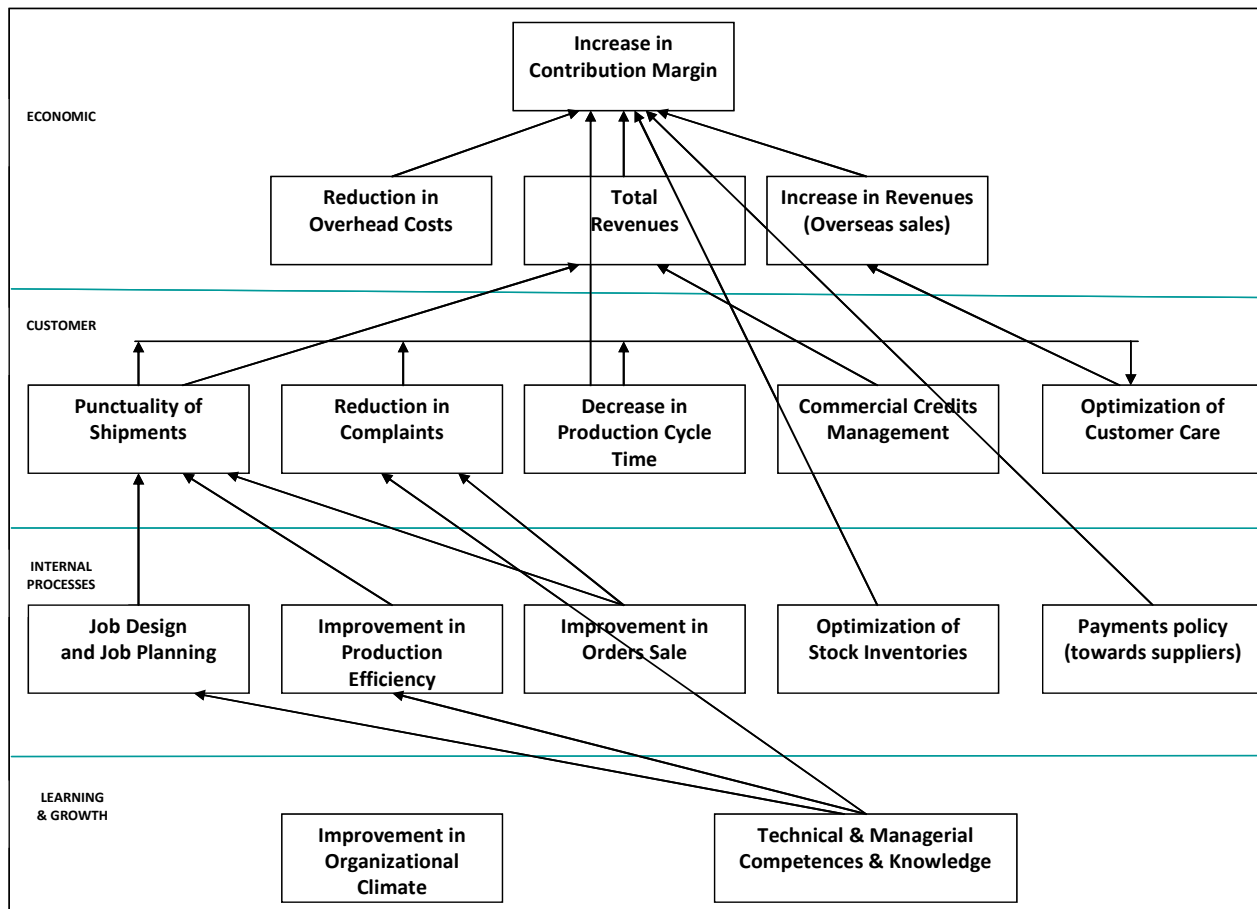 Increase in
Contribution Margin
ECONOMIC
Reduction in
Overhead Costs
Total
Revenues
Increase in Revenues
(Overseas sales)
CUSTOMER
Punctuality of
Shipments
Reduction in
Complaints
Decrease in
Production Cycle
Time
Commercial Credits
Management
Optimization of
Customer Care
INTERNAL
PROCESSES
Job Design
and Job Planning
Improvement in
Production
Efficiency
Improvement in
Orders Sale
Optimization of
Stock Inventories
Payments policy
(towards suppliers)
LEARNING
& GROWTH
Improvement in
Organizational
Climate
Technical & Managerial
Competences & Knowledge